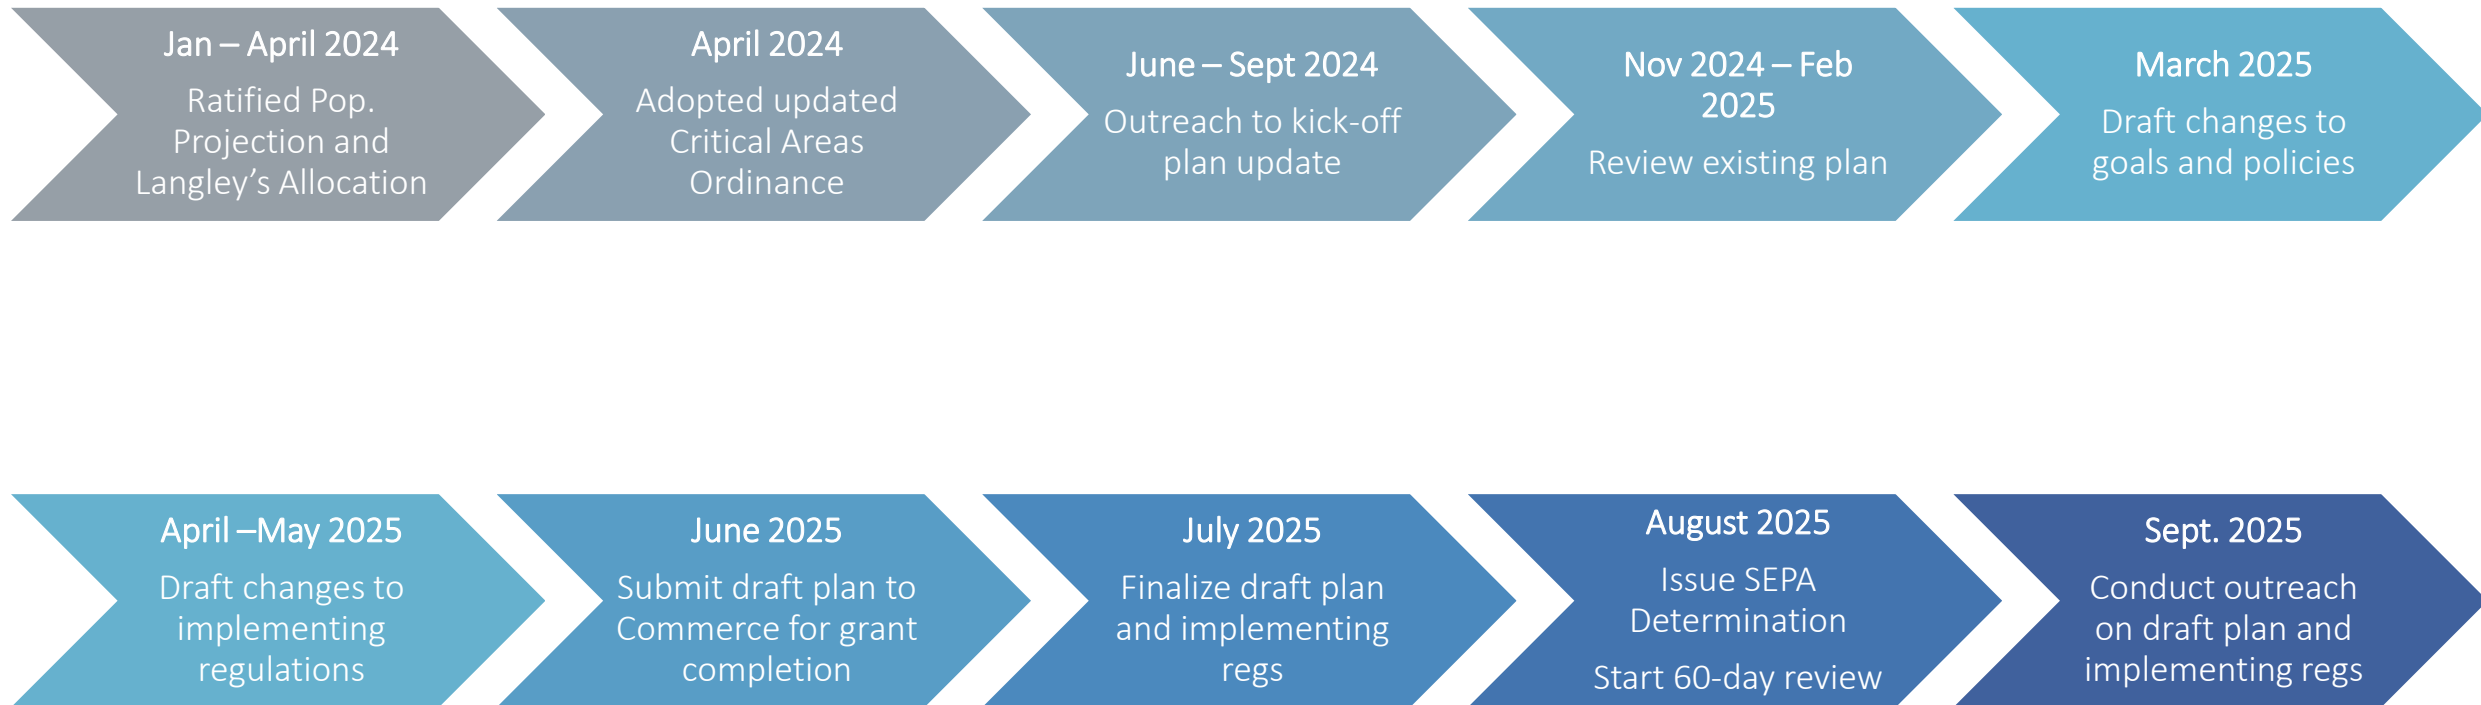 Jan – April 2024
Ratified Pop.
Projection and
Langley’s Allocation
April 2024
Adopted updated
Critical Areas
Ordinance
June – Sept 2024
Outreach to kick-off
plan update
Nov 2024 – Feb
2025
Review existing plan
March 2025
Draft changes to
goals and policies
April –May 2025
Draft changes to
implementing
regulations
June 2025
Submit draft plan to
Commerce for grant
completion
July 2025
Finalize draft plan
and implementing
regs
August 2025
Issue SEPA
Determination
Start 60-day review
Sept. 2025
Conduct outreach
on draft plan and
implementing regs